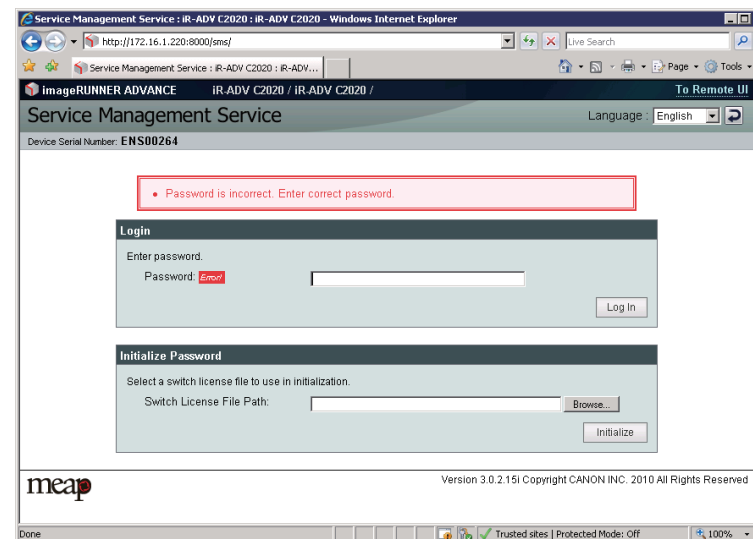 Service Management Service : iR-ADV C2020 : iR-ADV C2020 - Windows Internet Explorer
http://172.16.1.220:8000/sms/
Live Search
Service Management Service : iR-ADV C2020 : iR-ADV...
Page
Tools
imageRUNNER ADVANCE iR-ADV C2020 / iR-ADV C2020 /
To Remote UI
Service Management Service
Language : English
Device Serial Number: ENS00264
• Password is incorrect. Enter correct password.
Login
Enter password.
Password: Error!
Log In
Initialize Password
Select a switch license file to use in initialization.
Switch License File Path:
Browse...
Initialize
meap
Version 3.0.2.15i Copyright CANON INC. 2010 All Rights Reserved
Done
Trusted sites | Protected Mode: Off
100%